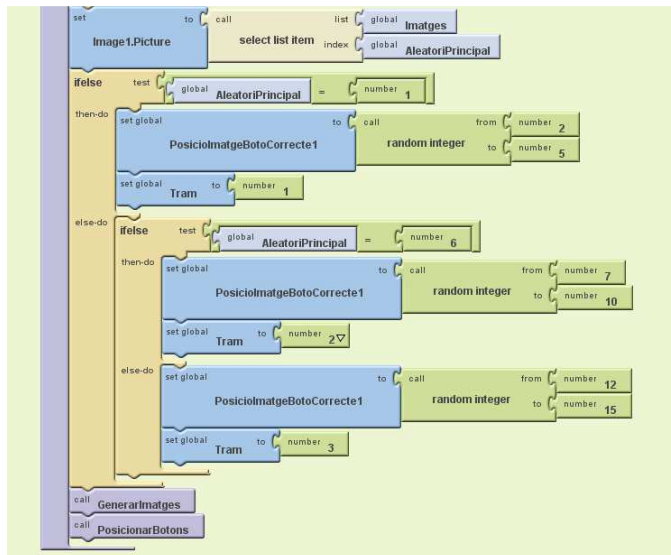 set to call list global Imatges
Image1.Picture select list item
index global AleatoriPrincipal
ifelse test global AleatoriPrincipal = number 1
then-do set global to call from number 2
PosicioImatgeBotoCorrecte1 random integer
to number 5
set global Tram to number 1
else-do ifelse test global AleatoriPrincipal = number 6
then-do set global to call from number 7
PosicioImatgeBotoCorrecte1 random integer
to number 10
set global Tram to number 2
else-do set global to call from number 12
PosicioImatgeBotoCorrecte1 random integer
to number 15
set global Tram to number 3
call GenerarImatges
call PosicionarBotons